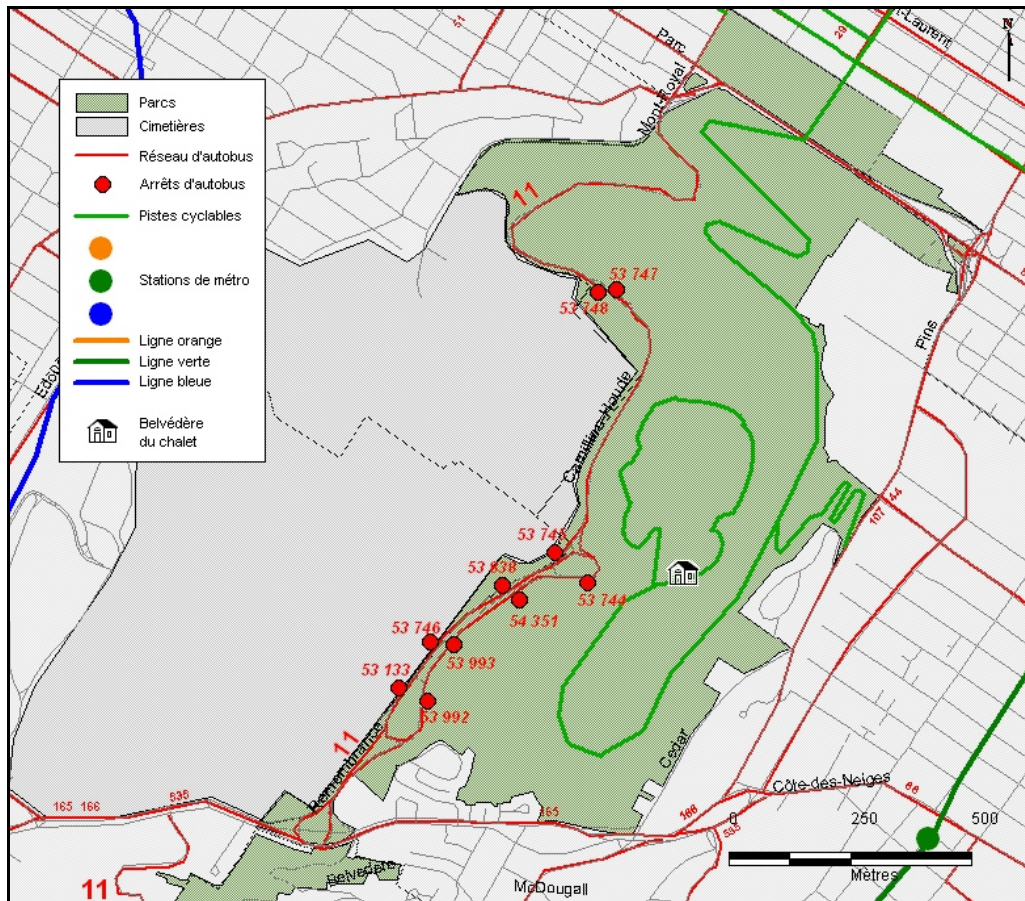 51
Parc
29
t-Laurent
N
Mont-Royal
Parcs
Cimetières
Réseau d'autobus
Arrêts d'autobus
Pistes cyclables
Stations de métro
Ligne orange
Ligne verte
Ligne bleue
Belvédère
du chalet
11
53 747
53 748
Pins
Camillien-Houde
107
144
53 838
53 744
54 351
53 746
53 993
53 133
53 992
11
Remembrance
Cedar
Côte-des-Neiges
165 166
535
165
166
66
535
0 250 500
Mètres
Belvédère
McDougall
11